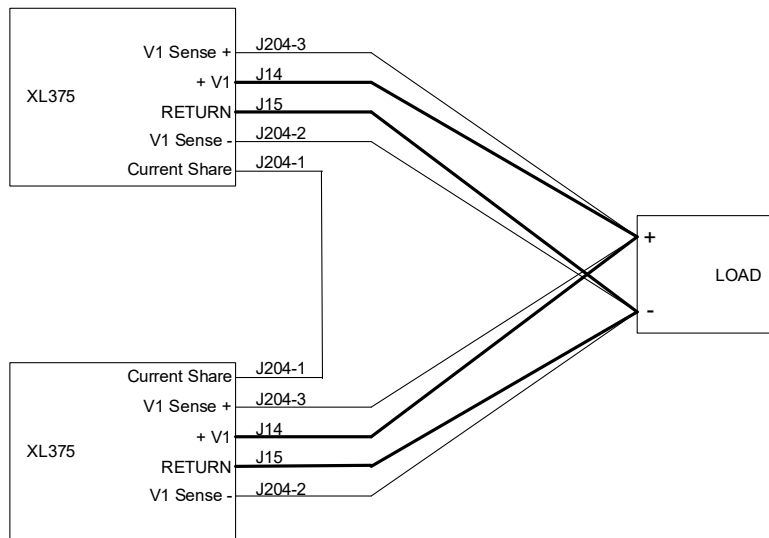 V1 Sense + J204-3
+ V1 J14
XL375
RETURN J15
V1 Sense - J204-2
Current Share J204-1
+
LOAD
-
Current Share J204-1
V1 Sense + J204-3
+ V1 J14
XL375
RETURN J15
V1 Sense - J204-2